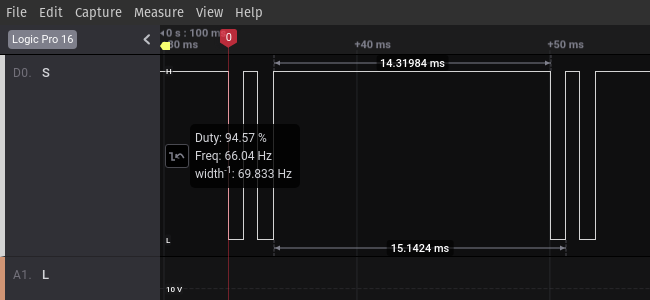 File Edit Capture Measure View Help
Logic Pro 16
0 s : 100 m
0
30 ms +40 ms +50 ms
D0. S
H
14.31984 ms
Duty: 94.57 %
Freq: 66.04 Hz
width-1: 69.833 Hz
L
15.1424 ms
A1. L
10 V